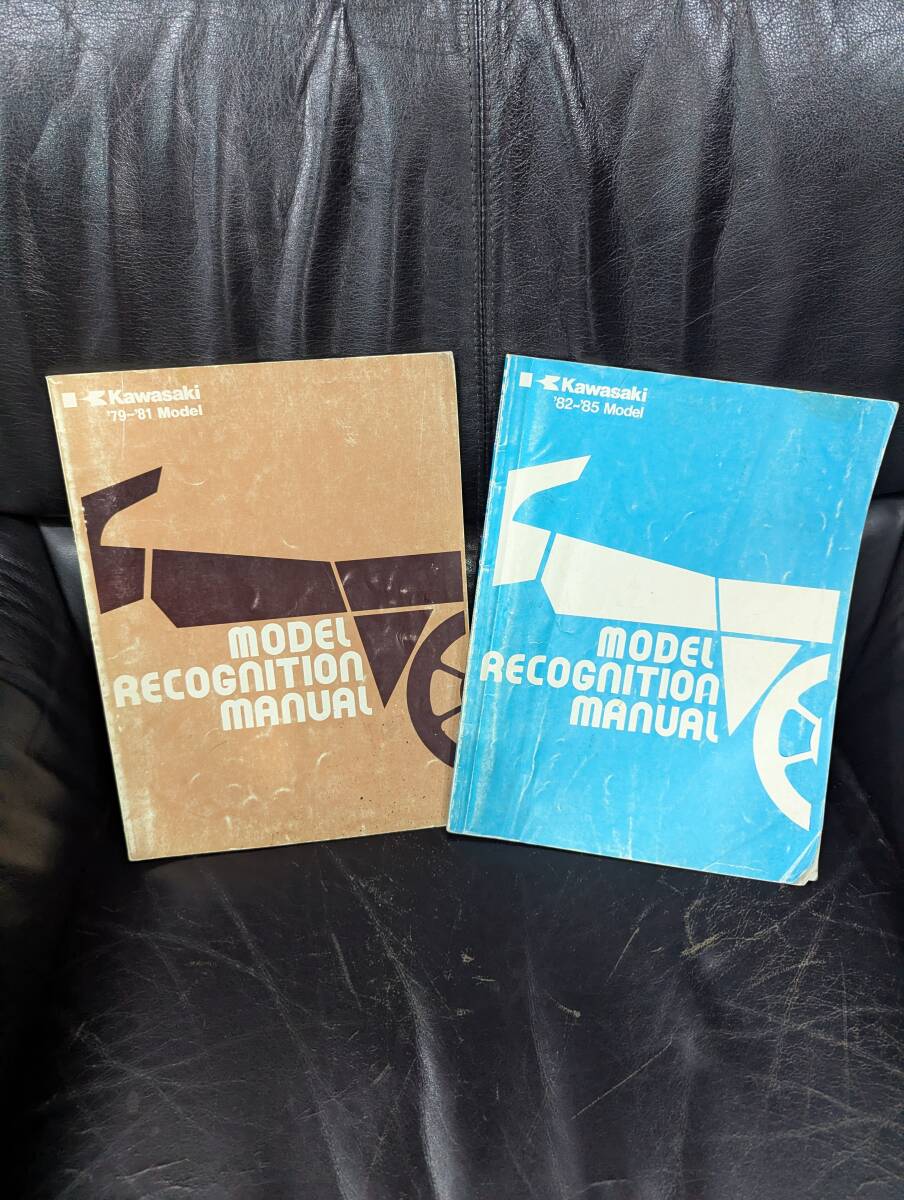 Kawasaki
'79~'81 Model
MODEL
RECOGNITION
MANUAL
Kawasaki
'82~'85 Model
MODEL
RECOGNITION
MANUAL